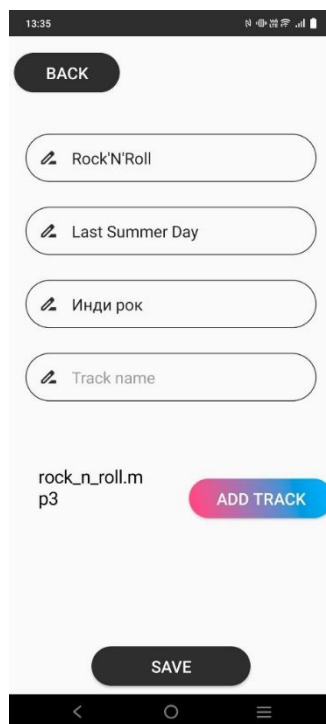 13:35
BACK
Rock'N'Roll
Last Summer Day
Инди рок
Track name
rock_n_roll.m
p3
ADD TRACK
SAVE